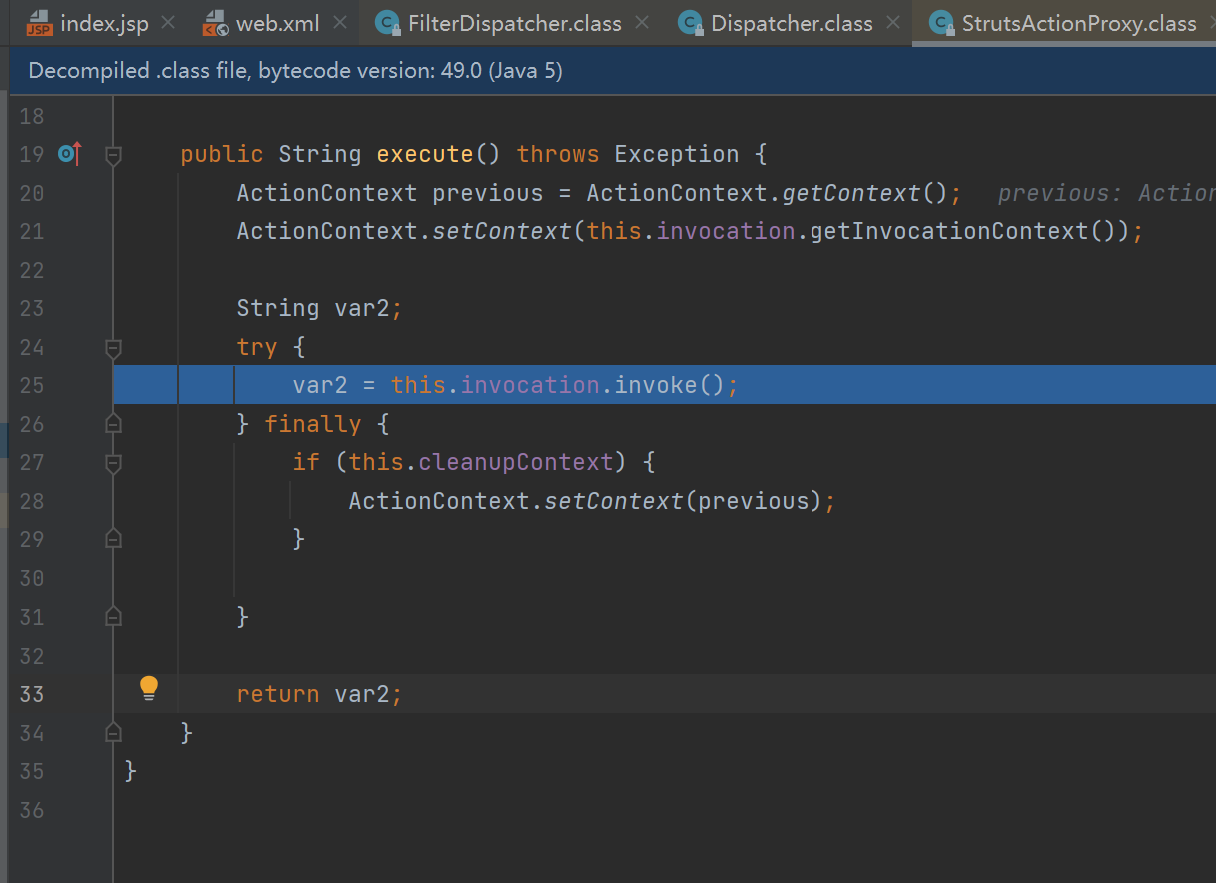 index.jsp web.xml FilterDispatcher.class Dispatcher.class StrutsActionProxy.class
Decompiled .class file, bytecode version: 49.0 (Java 5)
18
19 public String execute() throws Exception {
20 ActionContext previous = ActionContext.getContext(); previous: Action
21 ActionContext.setContext(this.invocation.getInvocationContext());
22
23 String var2;
24 try {
25 var2 = this.invocation.invoke();
26 } finally {
27 if (this.cleanupContext) {
28 ActionContext.setContext(previous);
29 }
30
31 }
32
33 return var2;
34 }
35 }
36